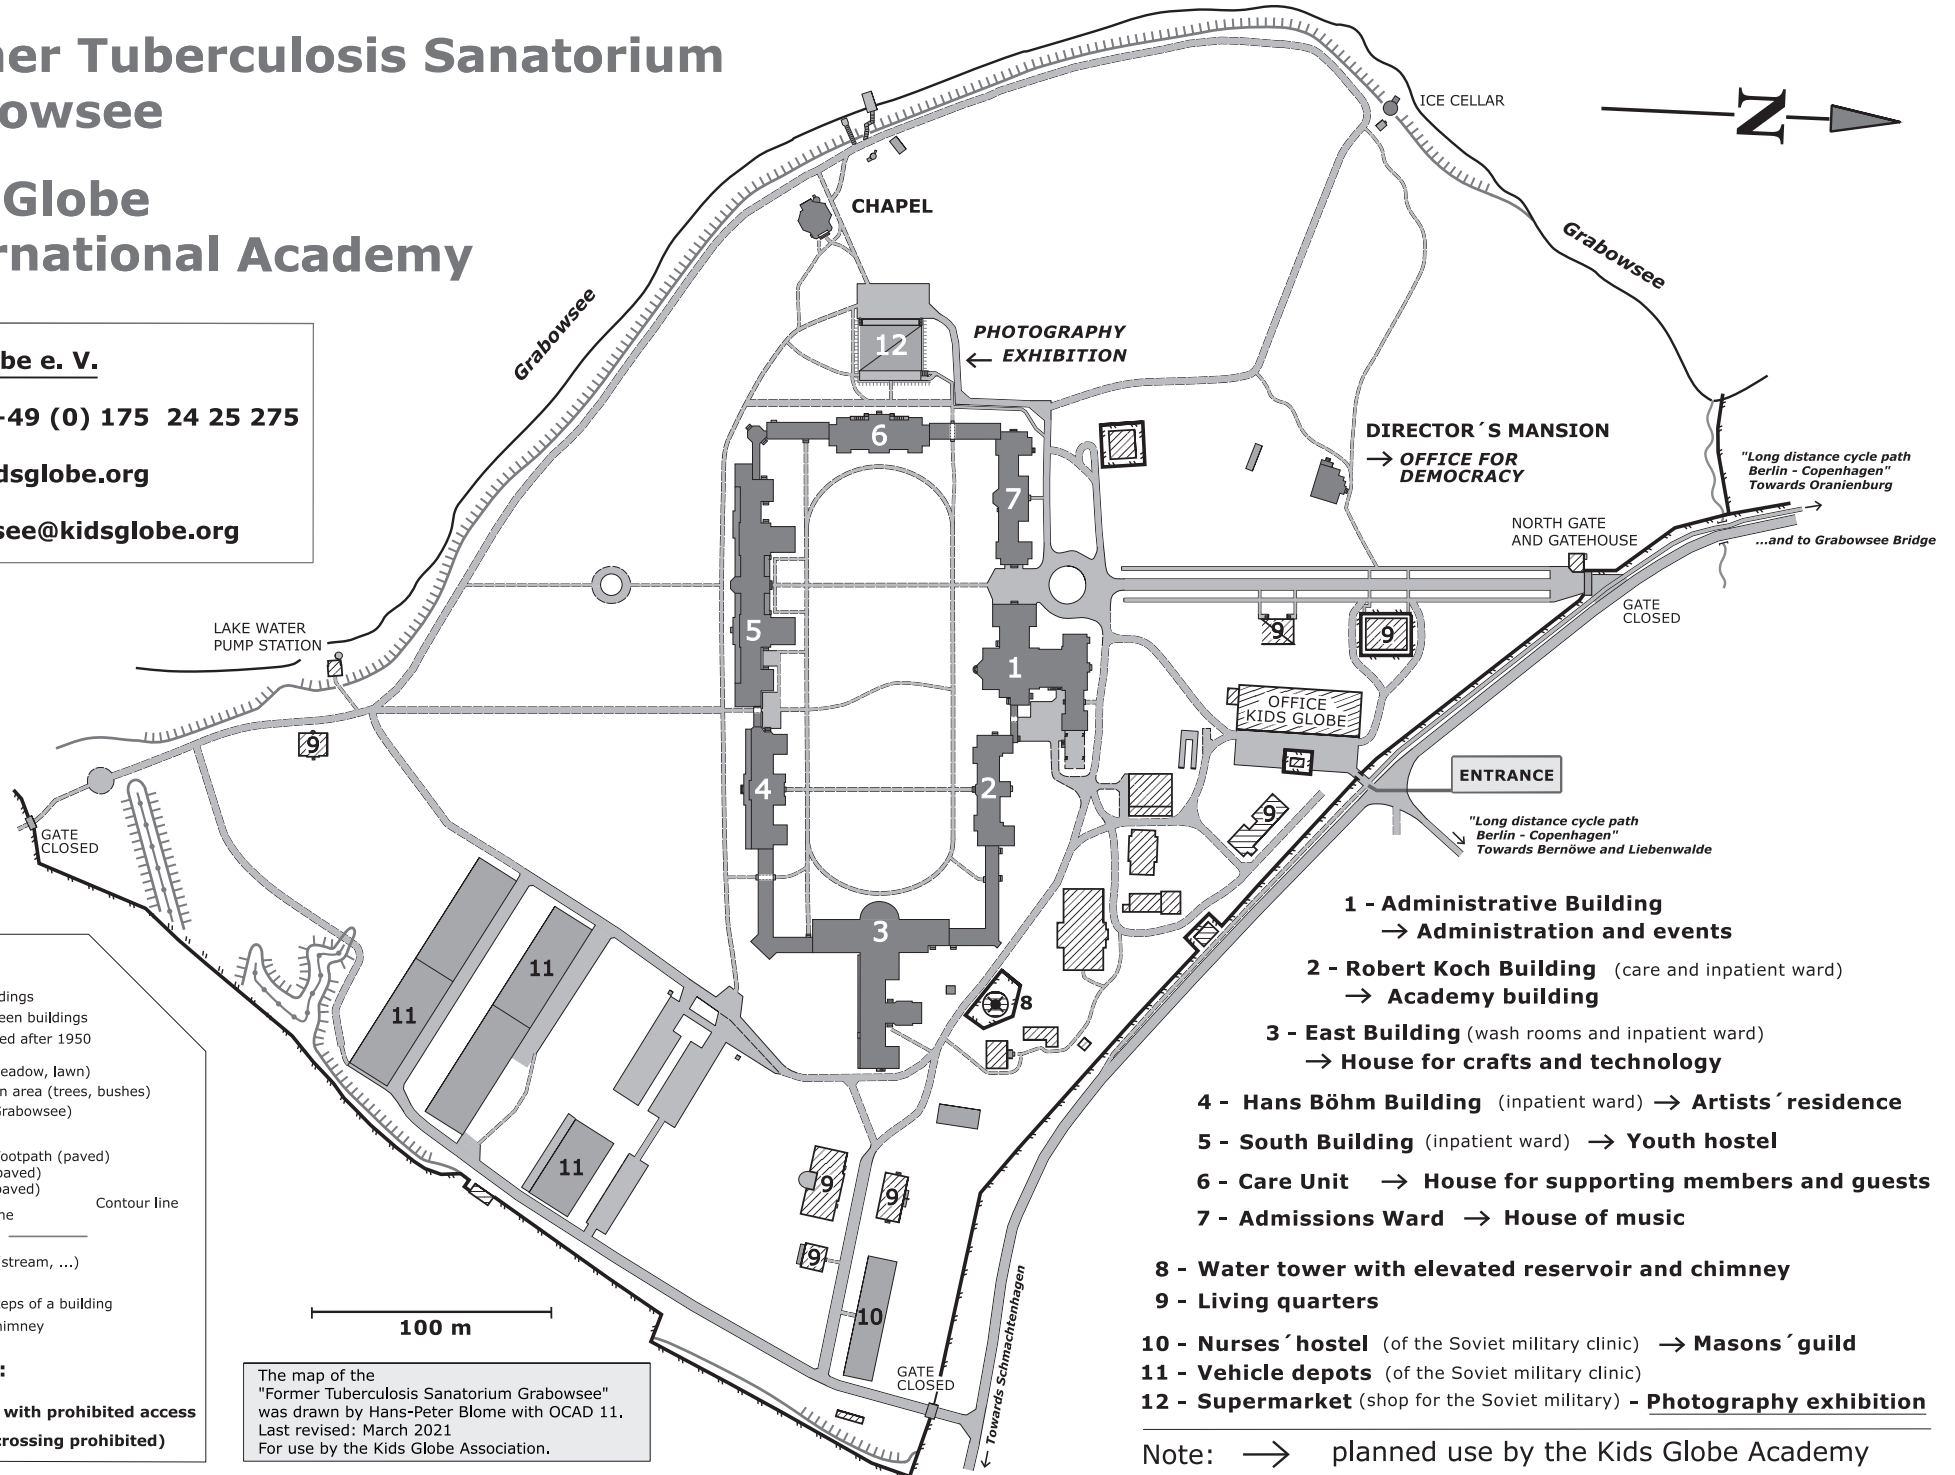 ner Tuberculosis Sanatorium
owsee
Globe
rnational Academy
be e. V.
+49 (0) 175 24 25 275
dsglobe.org
see@kidsglobe.org
ICE CELLAR
N
CHAPEL
Grabowsee
Grabowsee
12
PHOTOGRAPHY
← EXHIBITION
6
7
DIRECTOR´S MANSION
→ OFFICE FOR
DEMOCRACY
"Long distance cycle path
Berlin - Copenhagen"
Towards Oranienburg
→
NORTH GATE
AND GATEHOUSE
...and to Grabowsee Bridge
GATE
CLOSED
LAKE WATER
PUMP STATION
5
9
9
1
OFFICE
KIDS GLOBE
9
4
2
ENTRANCE
9
"Long distance cycle path
Berlin - Copenhagen"
Towards Bernöwe and Liebenwalde
GATE
CLOSED
3
11
11
8
11
9
9
9
10
GATE
CLOSED
← Towards Schmachtenhagen
1 - Administrative Building
→ Administration and events
2 - Robert Koch Building (care and inpatient ward)
→ Academy building
3 - East Building (wash rooms and inpatient ward)
→ House for crafts and technology
4 - Hans Böhm Building (inpatient ward) → Artists´residence
5 - South Building (inpatient ward) → Youth hostel
6 - Care Unit → House for supporting members and guests
7 - Admissions Ward → House of music
8 - Water tower with elevated reservoir and chimney
9 - Living quarters
10 - Nurses´hostel (of the Soviet military clinic) → Masons´guild
11 - Vehicle depots (of the Soviet military clinic)
12 - Supermarket (shop for the Soviet military) - Photography exhibition
Note: → planned use by the Kids Globe Academy
dings
een buildings
ed after 1950
eadow, lawn)
n area (trees, bushes)
Grabowsee)
ootpath (paved)
paved)
paved)
Contour line
ne
stream, ...)
teps of a building
himney
:
with prohibited access
crossing prohibited)
100 m
The map of the
"Former Tuberculosis Sanatorium Grabowsee"
was drawn by Hans-Peter Blome with OCAD 11.
Last revised: March 2021
For use by the Kids Globe Association.